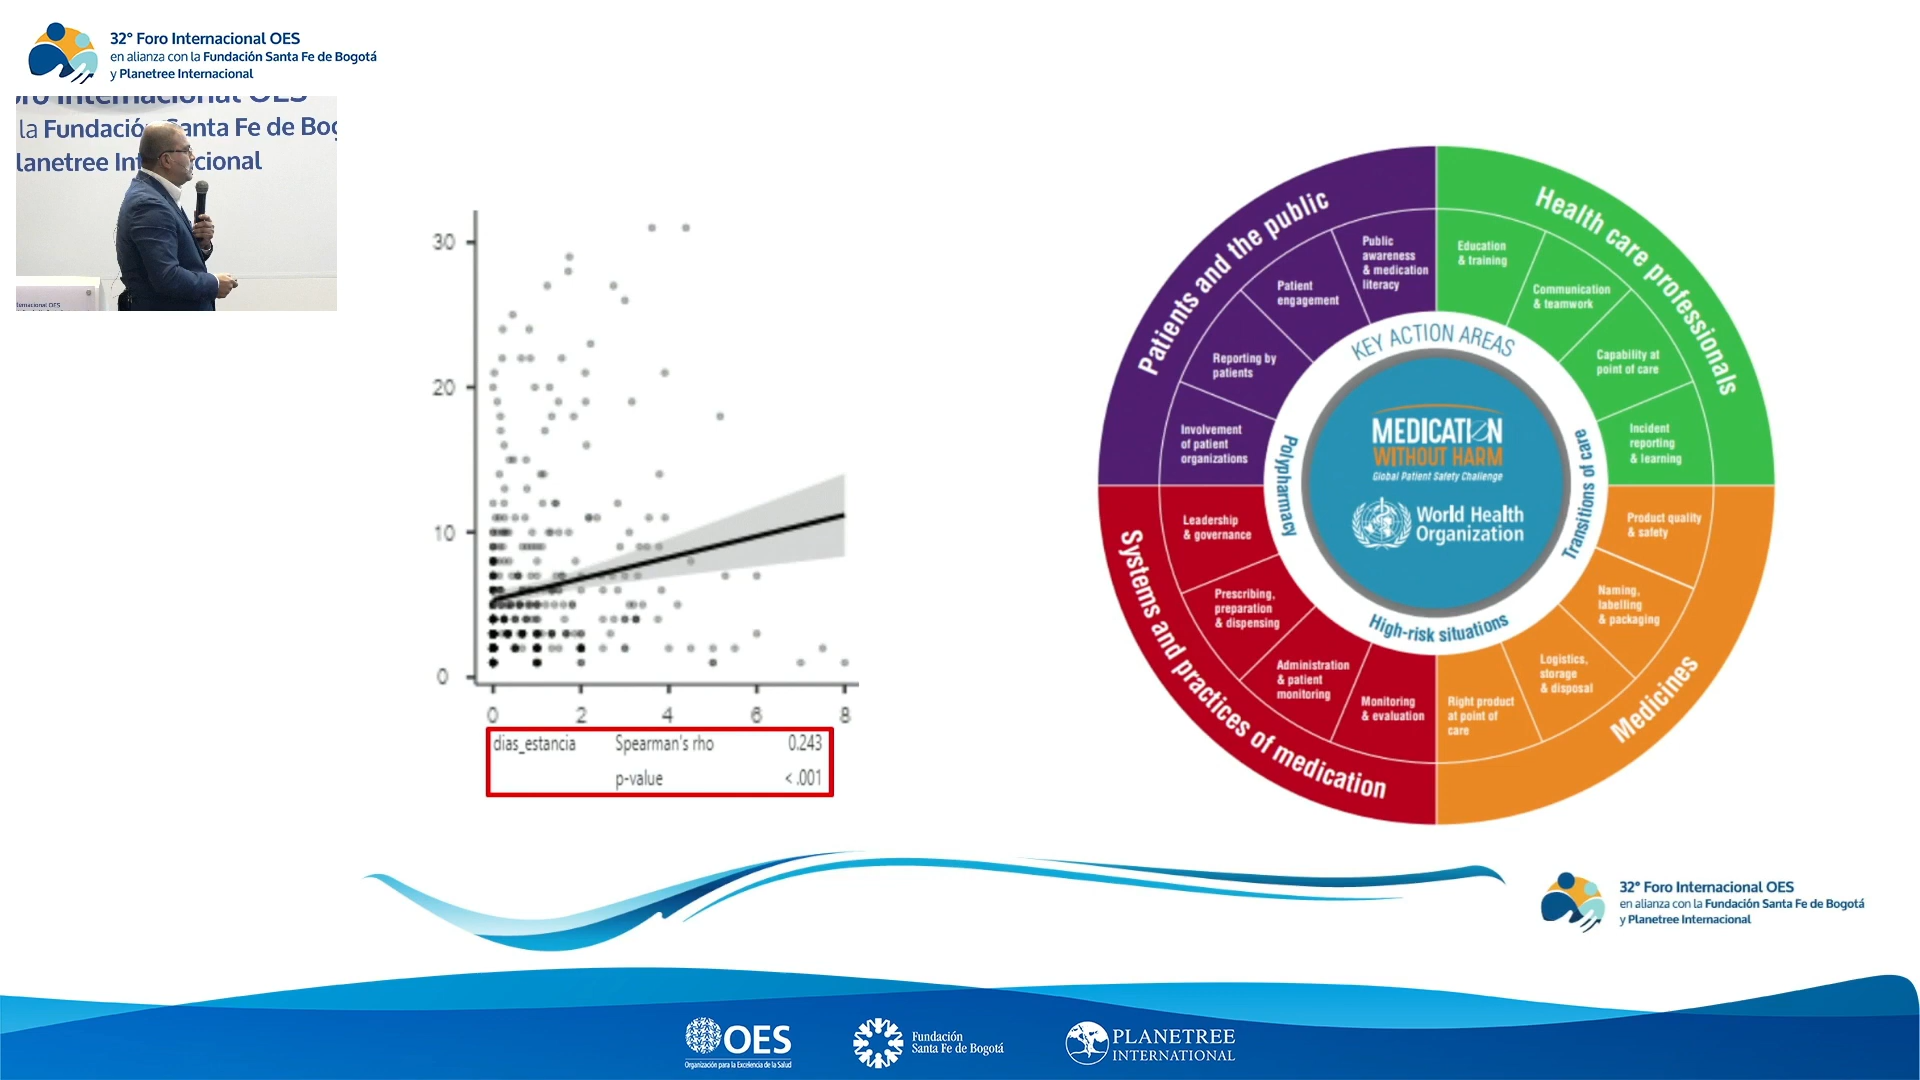 32° Foro Internacional OES
en alianza con la Fundación Santa Fe de Bogotá
y Planetree Internacional
Foro Internacional OES
la Fundación Santa Fe de Bog
lanetree Int cional
ternacional OES
30
20
10
0
0 2 4 6 8
dias_estancia Spearman's rho 0.243
p-value < .001
Patients and the public
Public
awareness
& medication
literacy
Patient
engagement
Reporting by
patients
Involvement
of patient
organizations
Health care professionals
Education
& training
Communication
& teamwork
Capability at
point of care
Incident
reporting
& learning
Medicines
Product quality
& safety
Naming,
labelling
& packaging
Logistics,
storage
& disposal
Right product
at point of
care
Systems and practices of medication
Leadership
& governance
Prescribing,
preparation
& dispensing
Administration
& patient
monitoring
Monitoring
& evaluation
KEY ACTION AREAS
Polypharmacy
Transitions of care
High-risk situations
MEDICATION
WITHOUT HARM
Global Patient Safety Challenge
World Health
Organization
32° Foro Internacional OES
en alianza con la Fundación Santa Fe de Bogotá
y Planetree Internacional
OES
Organización para la Excelencia de la Salud
Fundación
Santa Fe de Bogotá
PLANETREE
INTERNATIONAL